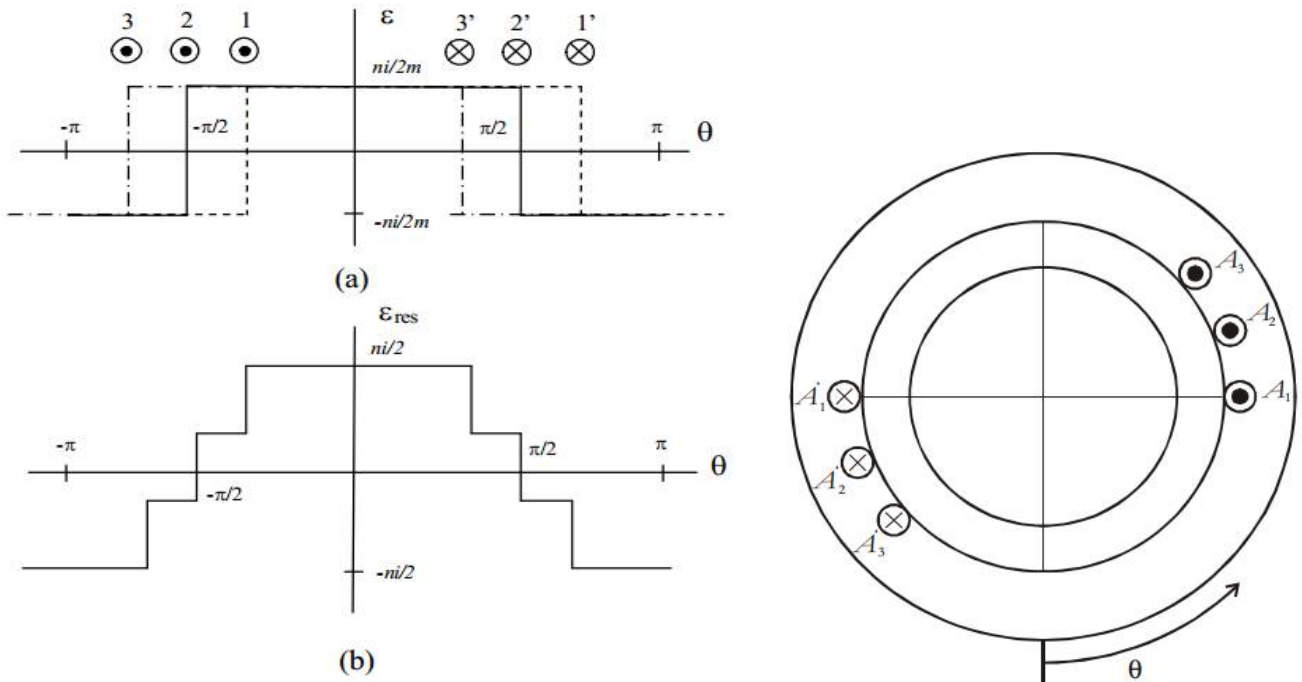 3 2 1 ε 3’ 2’ 1’
ni/2m
-π -π/2 π/2 π θ
-ni/2m
(a)
ε res
ni/2
-π π/2 π θ
-π/2
-ni/2
(b)
A₃
A₂
A'₁ A₁
A'₂
A'₃
θ